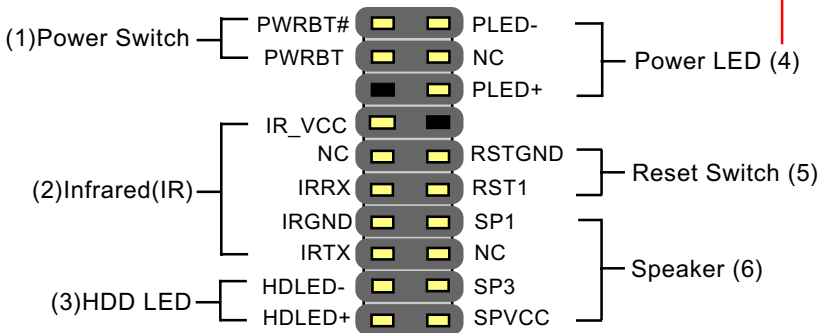 PWRBT# PLED-
(1)Power Switch
PWRBT NC Power LED (4)
PLED+
IR_VCC
NC RSTGND
Reset Switch (5)
(2)Infrared(IR) IRRX RST1
IRGND SP1
IRTX NC
Speaker (6)
HDLED- SP3
(3)HDD LED
HDLED+ SPVCC